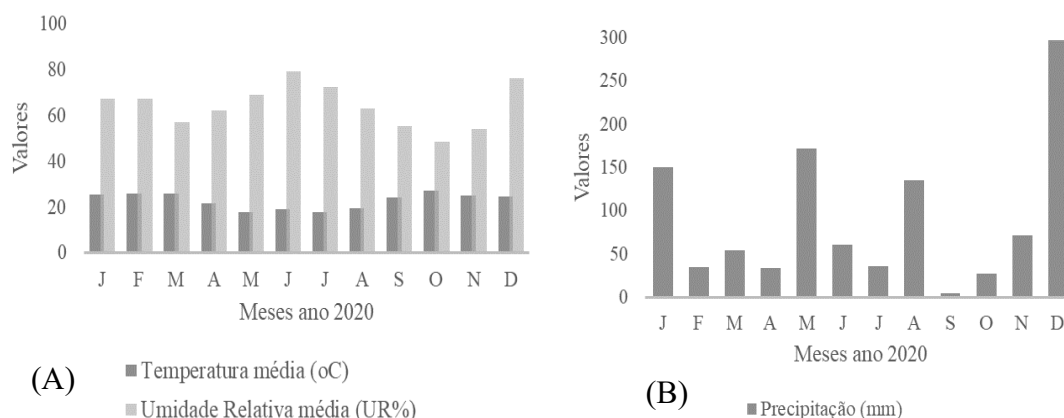 100
80
60
40
20
0
Valores
J F M A M J J A S O N D
Meses ano 2020
(A)
Temperatura média (oC)
Umidade Relativa média (UR%)
300
250
200
150
100
50
0
Valores
J F M A M J J A S O N D
Meses ano 2020
(B)
Precipitação (mm)